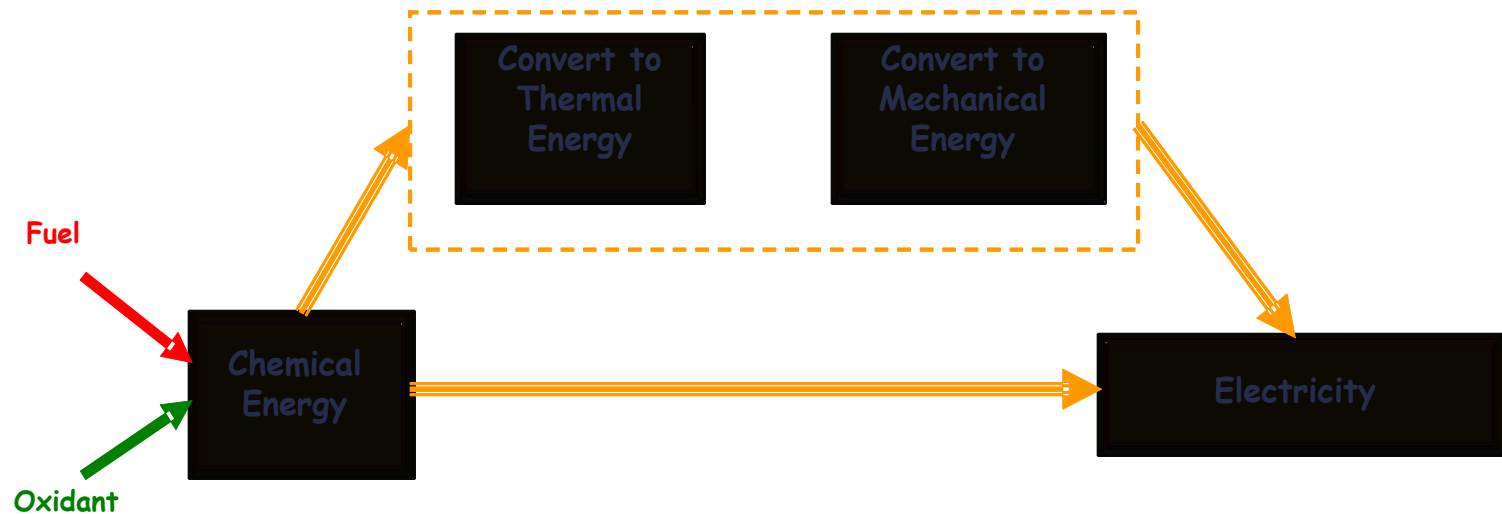 Convert to
Thermal
Energy
Convert to
Mechanical
Energy
Fuel
Chemical
Energy
Electricity
Oxidant